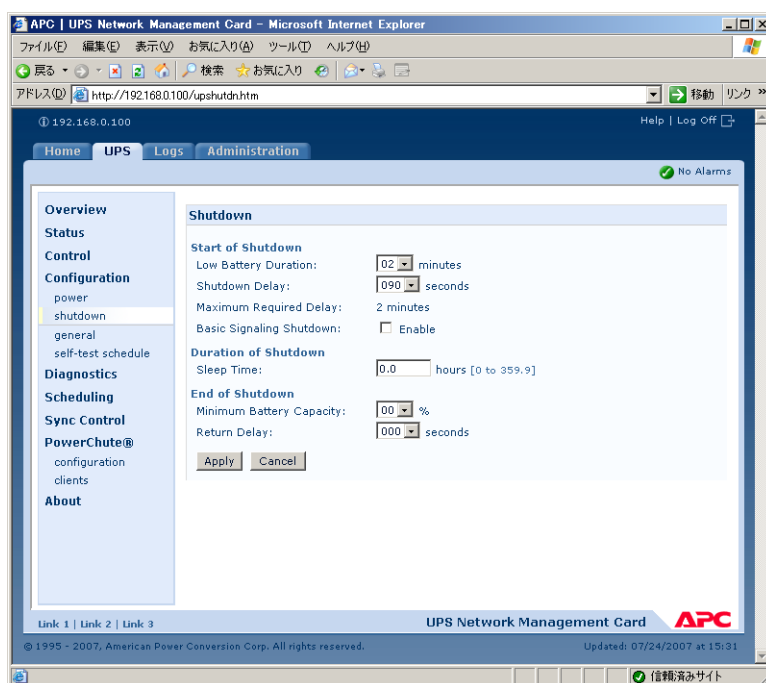 APC | UPS Network Management Card - Microsoft Internet Explorer
ファイル(F) 編集(E) 表示(V) お気に入り(A) ツール(T) ヘルプ(H)
戻る 検索 お気に入り
アドレス(D) http://192.168.0.100/upshutdn.htm 移動 リンク »
192.168.0.100 Help | Log Off
Home UPS Logs Administration
No Alarms
Overview
Status
Control
Configuration
power
shutdown
general
self-test schedule
Diagnostics
Scheduling
Sync Control
PowerChute®
configuration
clients
About
Shutdown
Start of Shutdown
Low Battery Duration: 02 minutes
Shutdown Delay: 090 seconds
Maximum Required Delay: 2 minutes
Basic Signaling Shutdown: Enable
Duration of Shutdown
Sleep Time: 0.0 hours [0 to 359.9]
End of Shutdown
Minimum Battery Capacity: 00 %
Return Delay: 000 seconds
Apply Cancel
Link 1 | Link 2 | Link 3 UPS Network Management Card APC
© 1995 - 2007, American Power Conversion Corp. All rights reserved. Updated: 07/24/2007 at 15:31
信頼済みサイト